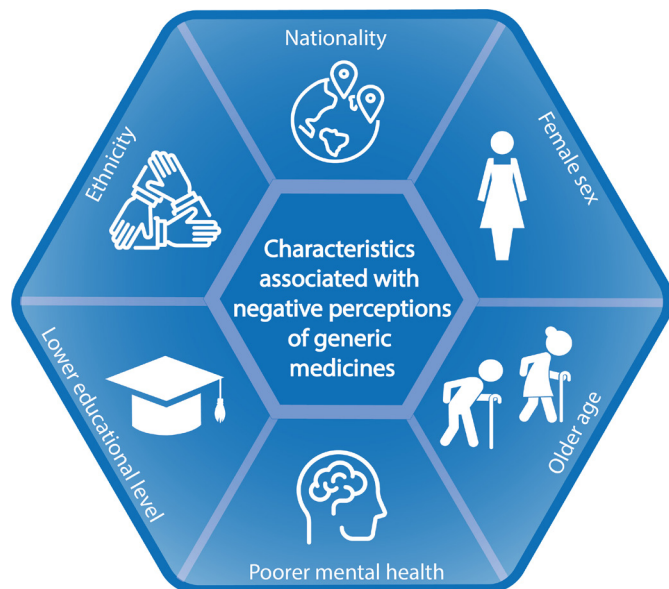 Nationality
Ethnicity
Female sex
Characteristics
associated with
negative perceptions
of generic
medicines
Lower educational level
Older age
Poorer mental health